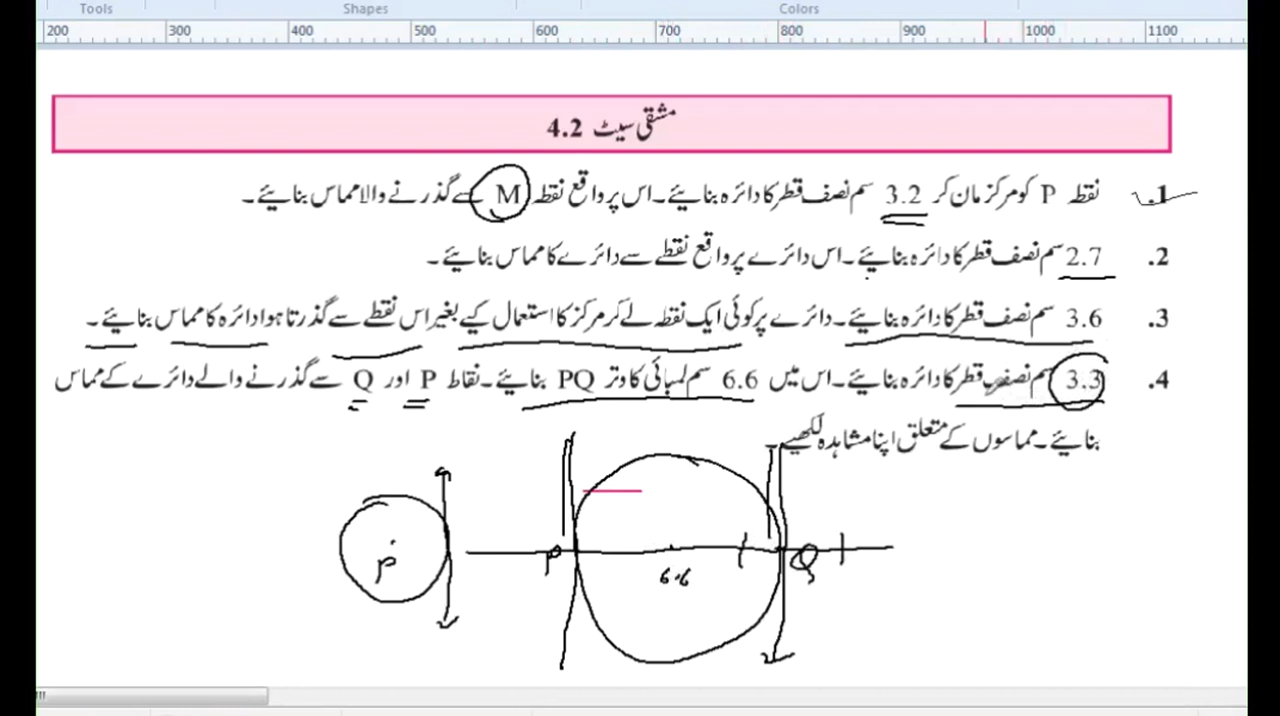 Tools Shapes Colors
200 300 400 500 600 700 800 900 1000 1100
مشقی سیٹ 4.2
1. نقطہ P کو مرکز مان کر 3.2 سم نصف قطر کا دائرہ بنائیے۔ اس پر واقع نقطہ M سے گذرنے والا مماس بنائیے۔
2. 2.7 سم نصف قطر کا دائرہ بنائیے۔ اس دائرے پر واقع نقطے سے دائرے کا مماس بنائیے۔
3. 3.6 سم نصف قطر کا دائرہ بنائیے۔ دائرے پر کوئی ایک نقطہ لے کر مرکز کا استعمال کیے بغیر اس نقطے سے گذرتا ہوا دائرہ کا مماس بنائیے۔
4. 3.3 سم نصف قطر کا دائرہ بنائیے۔ اس میں 6.6 سم لمبائی کا وتر PQ بنائیے۔ نقاط P اور Q سے گذرنے والے دائرے کے مماس
بنائیے۔ مماسوں کے متعلق اپنا مشاہدہ لکھیے۔
P P 6.6 Q